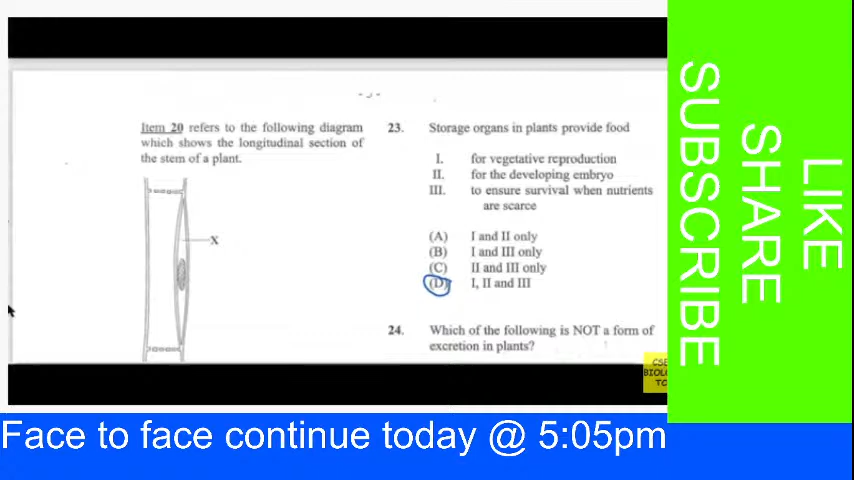 - 5 -
Item 20 refers to the following diagram
which shows the longitudinal section of
the stem of a plant.
X
23. Storage organs in plants provide food
I. for vegetative reproduction
II. for the developing embryo
III. to ensure survival when nutrients
are scarce
(A) I and II only
(B) I and III only
(C) II and III only
(D) I, II and III
24. Which of the following is NOT a form of
excretion in plants?
LIKE
SHARE
SUBSCRIBE
Face to face continue today @ 5:05pm